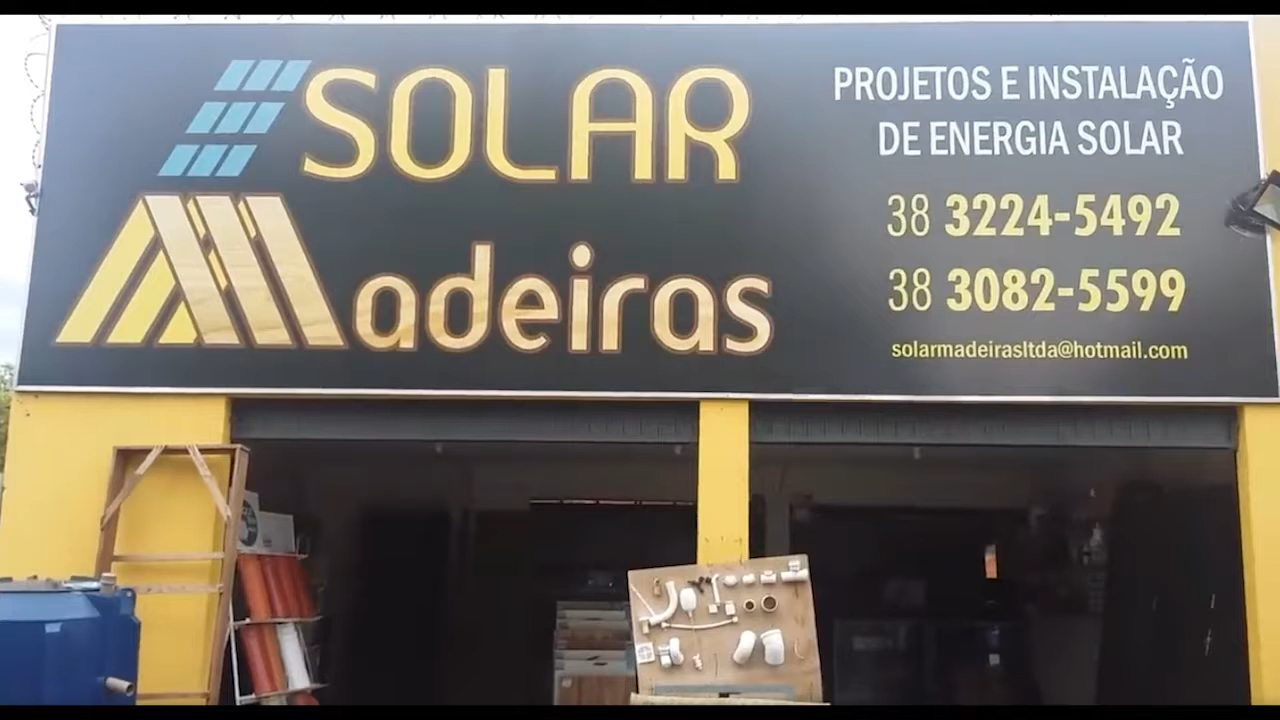 SOLAR
Madeiras
PROJETOS E INSTALAÇÃO
DE ENERGIA SOLAR
38 3224-5492
38 3082-5599
solarmadeirasltda@hotmail.com